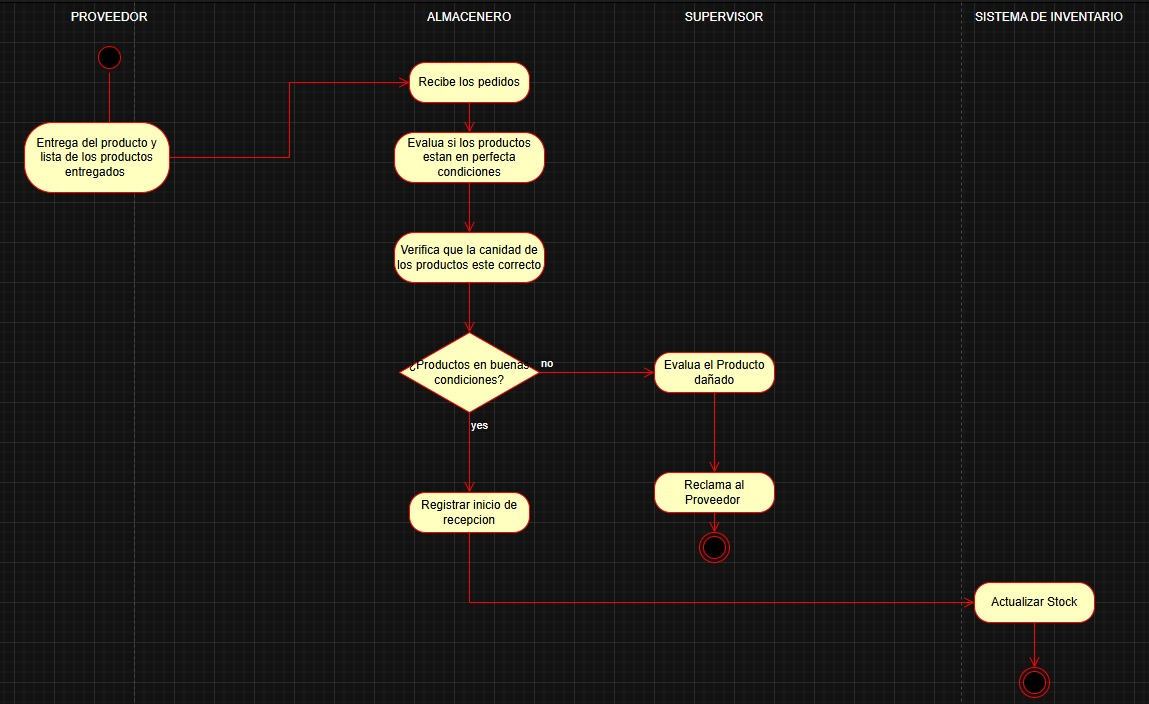 PROVEEDOR
ALMACENERO
SUPERVISOR
SISTEMA DE INVENTARIO
Recibe los pedidos
Entrega del producto y
lista de los productos
entregados
Evalua si los productos
estan en perfecta
condiciones
Verifica que la canidad de
los productos este correcto
¿Productos en buenas
condiciones?
no
Evalua el Producto
dañado
yes
Reclama al
Proveedor
Registrar inicio de
recepcion
Actualizar Stock